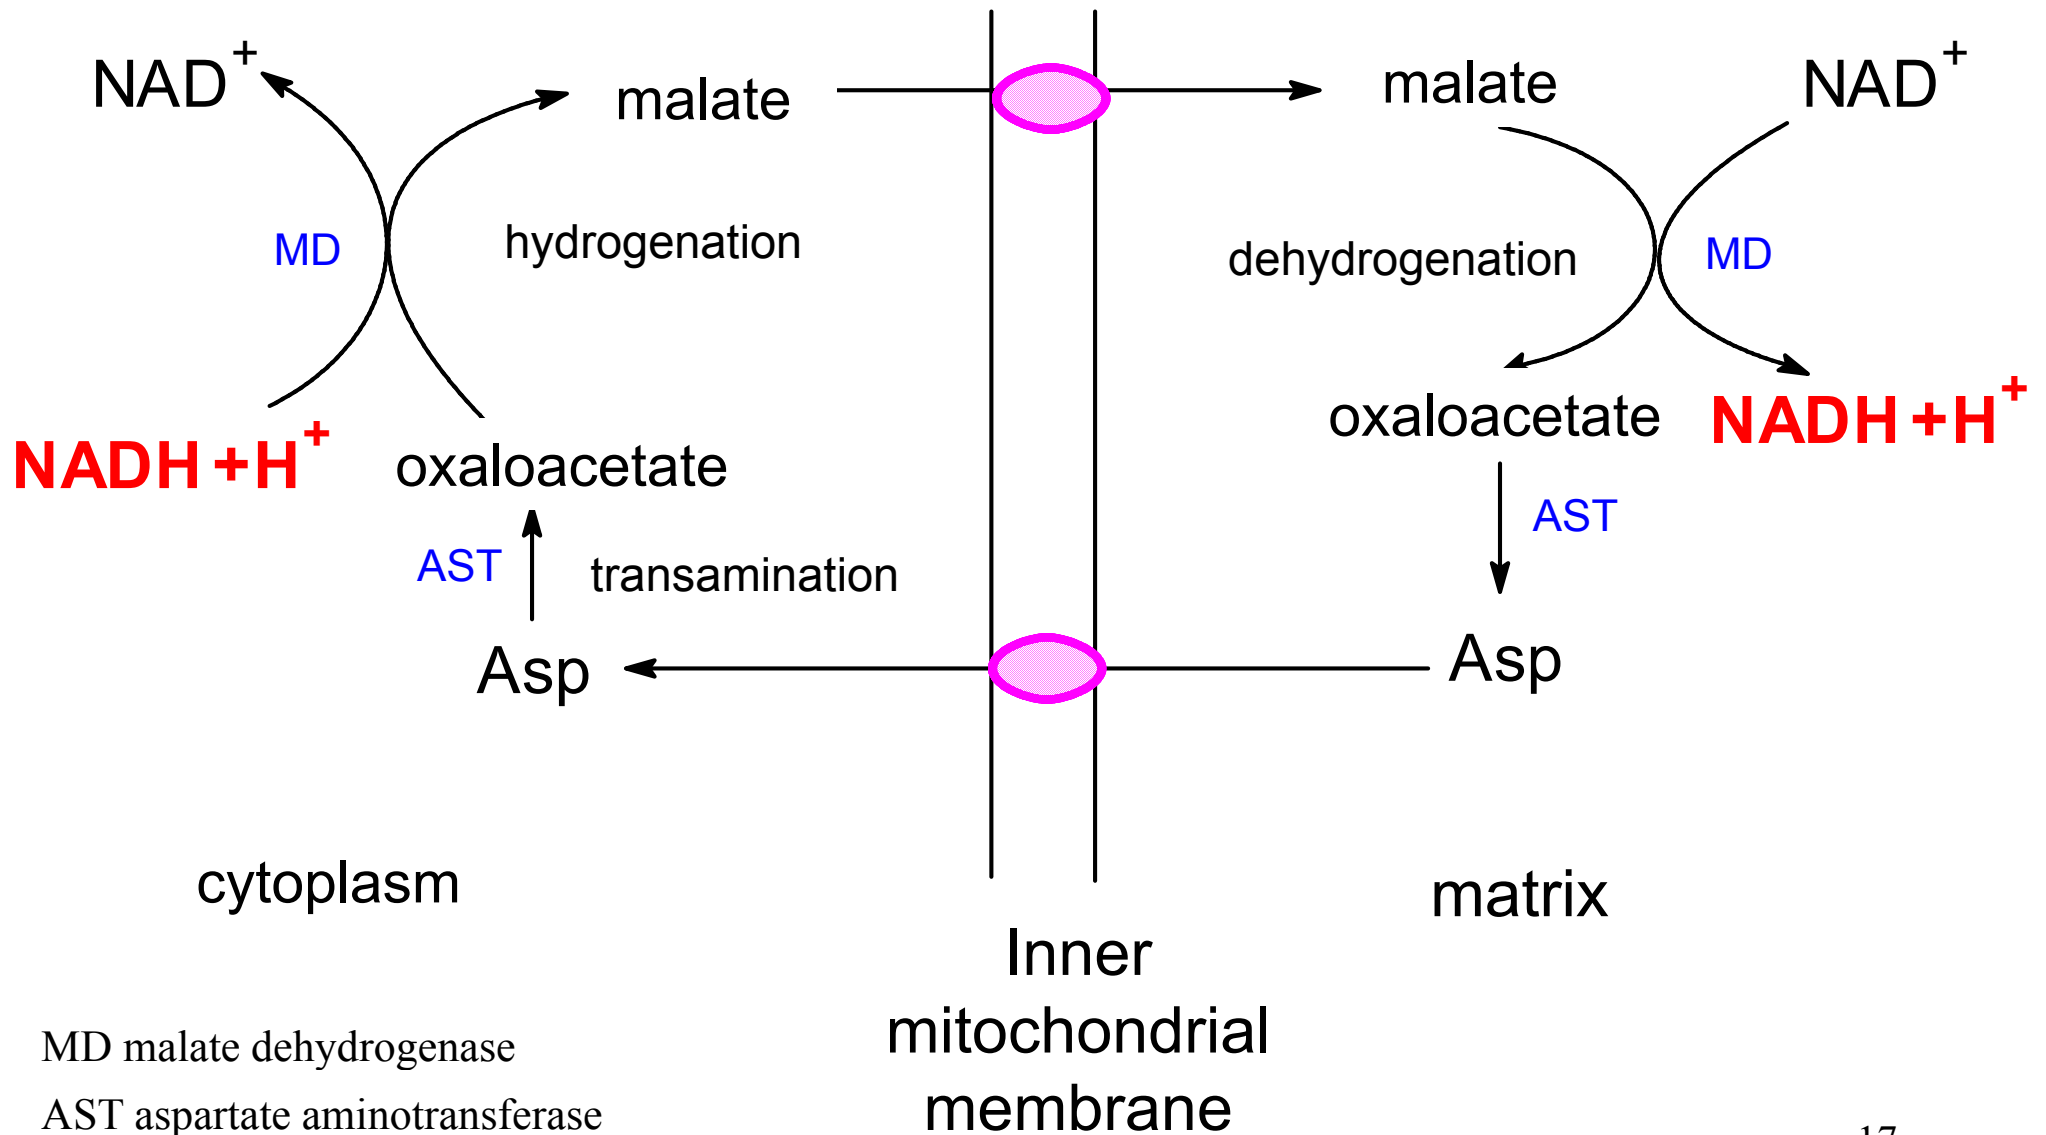 NAD+
malate
malate
NAD+
MD
hydrogenation
dehydrogenation
MD
NADH+H+
oxaloacetate
oxaloacetate
NADH+H+
AST
transamination
AST
Asp
Asp
cytoplasm
matrix
Inner
mitochondrial
membrane
MD malate dehydrogenase
AST aspartate aminotransferase
17